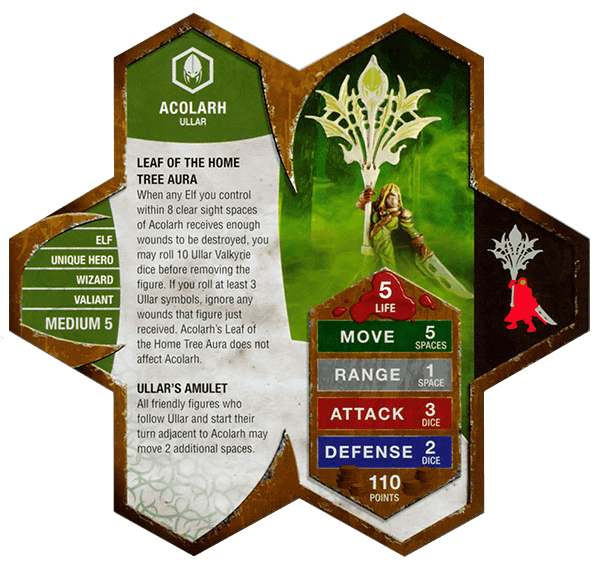 ACOLARH
ULLAR
LEAF OF THE HOME
TREE AURA
When any Elf you control
within 8 clear sight spaces
of Acolarh receives enough
wounds to be destroyed, you
may roll 10 Ullar Valkyrie
dice before removing the
figure. If you roll at least 3
Ullar symbols, ignore any
wounds that figure just
received. Acolarh's Leaf of
the Home Tree Aura does not
affect Acolarh.
ULLAR'S AMULET
All friendly figures who
follow Ullar and start their
turn adjacent to Acolarh may
move 2 additional spaces.
ELF
UNIQUE HERO
WIZARD
VALIANT
MEDIUM 5
5
LIFE
MOVE 5
SPACES
RANGE 1
SPACE
ATTACK 3
DICE
DEFENSE 2
DICE
110
POINTS